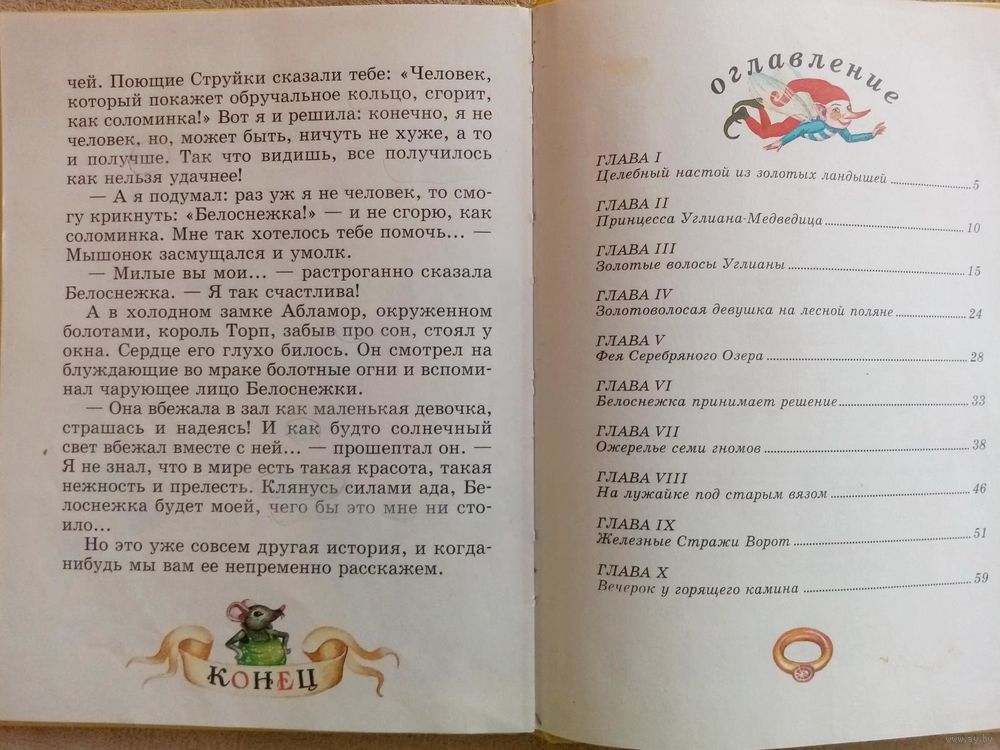 чей. Поющие Струйки сказали тебе: «Человек,
который покажет обручальное кольцо, сгорит,
как соломинка!» Вот я и решила: конечно, я не
человек, но, может быть, ничуть не хуже, а то
и получше. Так что видишь, все получилось
как нельзя удачнее!
— А я подумал: раз уж я не человек, то смо-
гу крикнуть: «Белоснежка!» — и не сгорю, как
соломинка. Мне так хотелось тебе помочь... —
Мышонок засмущался и умолк.
— Милые вы мои... — растроганно сказала
Белоснежка. — Я так счастлива!
А в холодном замке Абламор, окруженном
болотами, король Торп, забыв про сон, стоял у
окна. Сердце его глухо билось. Он смотрел на
блуждающие во мраке болотные огни и вспоми-
нал чарующее лицо Белоснежки.
— Она вбежала в зал как маленькая девочка,
страшась и надеясь! И как будто солнечный
свет вбежал вместе с ней... — прошептал он. —
Я не знал, что в мире есть такая красота, такая
нежность и прелесть. Клянусь силами ада, Бе-
лоснежка будет моей, чего бы это мне ни сто-
ило...
Но это уже совсем другая история, и когда-
нибудь мы вам ее непременно расскажем.
КОНЕЦ
оглавление
ГЛАВА I
Целебный настой из золотых ландышей 5
ГЛАВА II
Принцесса Углиана-Медведица 10
ГЛАВА III
Золотые волосы Углианы 15
ГЛАВА IV
Золотоволосая девушка на лесной поляне 24
ГЛАВА V
Фея Серебряного Озера 28
ГЛАВА VI
Белоснежка принимает решение 33
ГЛАВА VII
Ожерелье семи гномов 38
ГЛАВА VIII
На лужайке под старым вязом 46
ГЛАВА IX
Железные Стражи Ворот 51
ГЛАВА X
Вечерок у горящего камина 59
www.ay.by